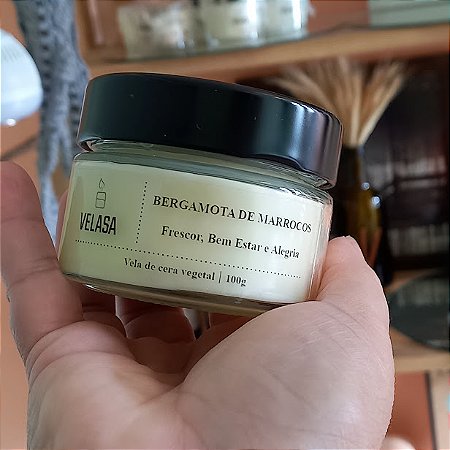 VELASA
BERGAMOTA DE MARROCOS
Frescor, Bem Estar e Alegria
Vela de cera vegetal | 100g